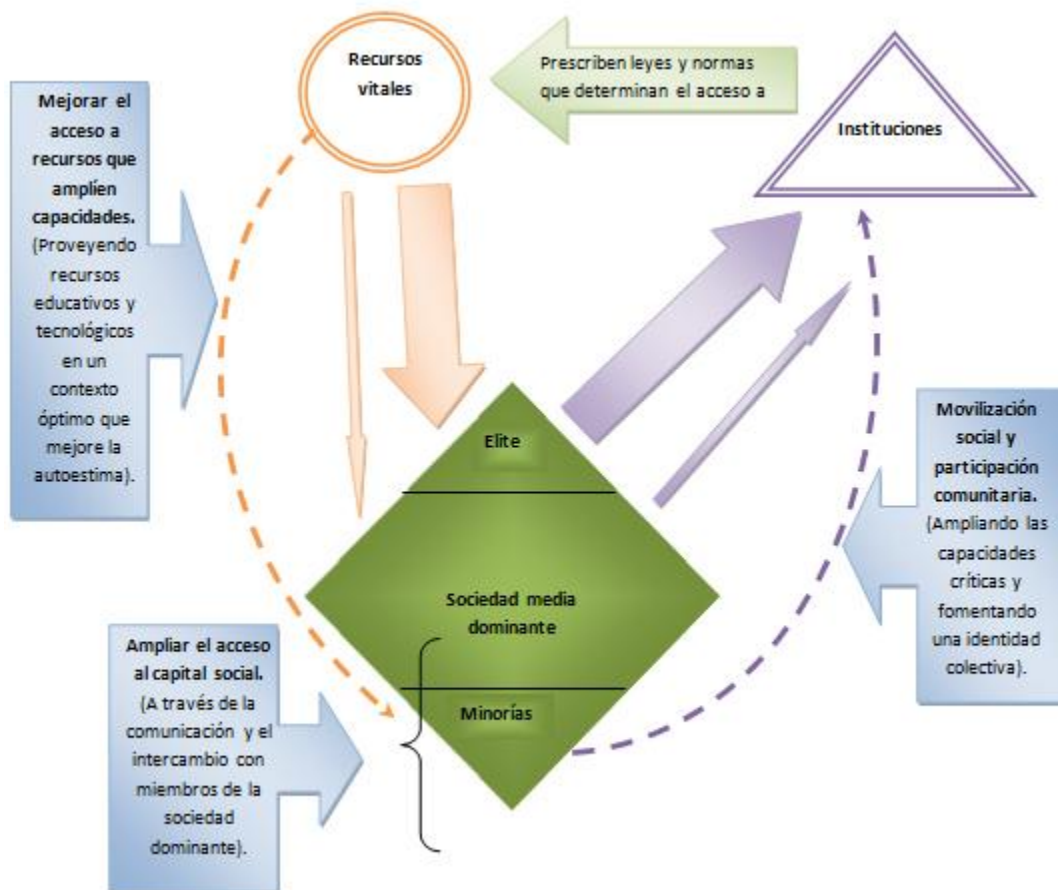 Recursos
vitales
Prescriben leyes y normas
que determinan el acceso a
Instituciones
Mejorar el
acceso a
recursos que
amplíen
capacidades.
(Proveyendo
recursos
educativos y
tecnológicos
en un
contexto
óptimo que
mejore la
autoestima).
Elite
Sociedad media
dominante
Minorías
Movilización
social y
participación
comunitaria.
(Ampliando las
capacidades
críticas y
fomentando
una identidad
colectiva).
Ampliar el acceso
al capital social.
(A través de la
comunicación y el
intercambio con
miembros de la
sociedad
dominante).